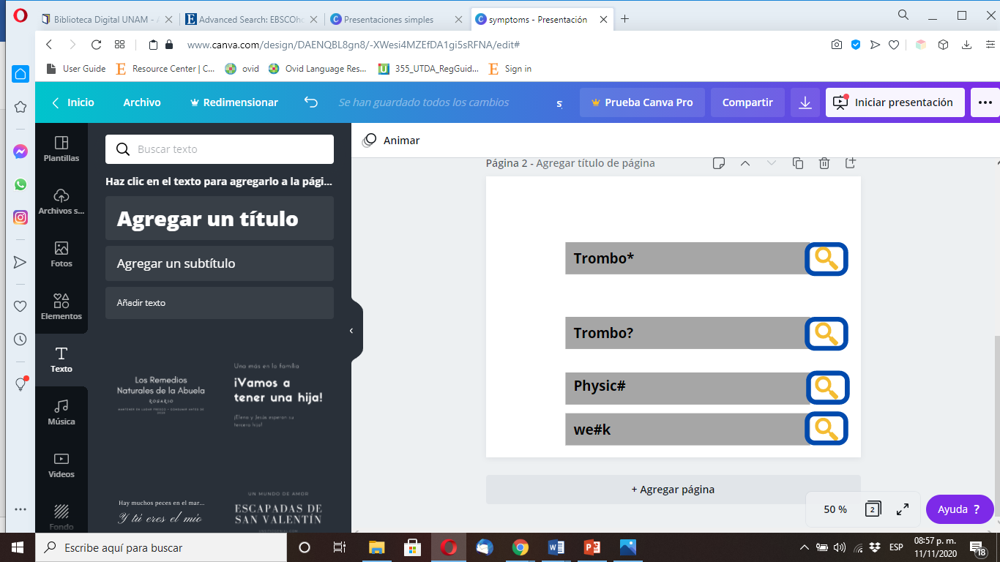 Biblioteca Digital UNAM - A
Advanced Search: EBSCOho
Presentaciones simples
symptoms - Presentación
www.canva.com/design/DAENQBL8gn8/-XWesi4MZEfDA1gi5sRFNA/edit#
User Guide
Resource Center | C...
ovid
Ovid Language Res...
355_UTDA_RegGuid...
Sign in
Inicio
Archivo
Redimensionar
Se han guardado todos los cambios
s
Prueba Canva Pro
Compartir
Iniciar presentación
Plantillas
Archivos s...
Fotos
Elementos
Texto
Música
Videos
Fondo
Buscar texto
Haz clic en el texto para agregarlo a la pági...
Agregar un título
Agregar un subtítulo
Añadir texto
Los Remedios
Naturales de la Abuela
ROSARIO
Una más en la familia
¡Vamos a
tener una hija!
¡Elena y Jesús esperan su
tercera hija!
Hay muchos peces en el mar...
Y tú eres el mío
UN MUNDO DE AMOR
ESCAPADAS DE
SAN VALENTÍN
Animar
Página 2 - Agregar título de página
Trombo*
Trombo?
Physic#
we#k
+ Agregar página
50 %
2
Ayuda ?
Escribe aquí para buscar
ESP
08:57 p. m.
11/11/2020
18